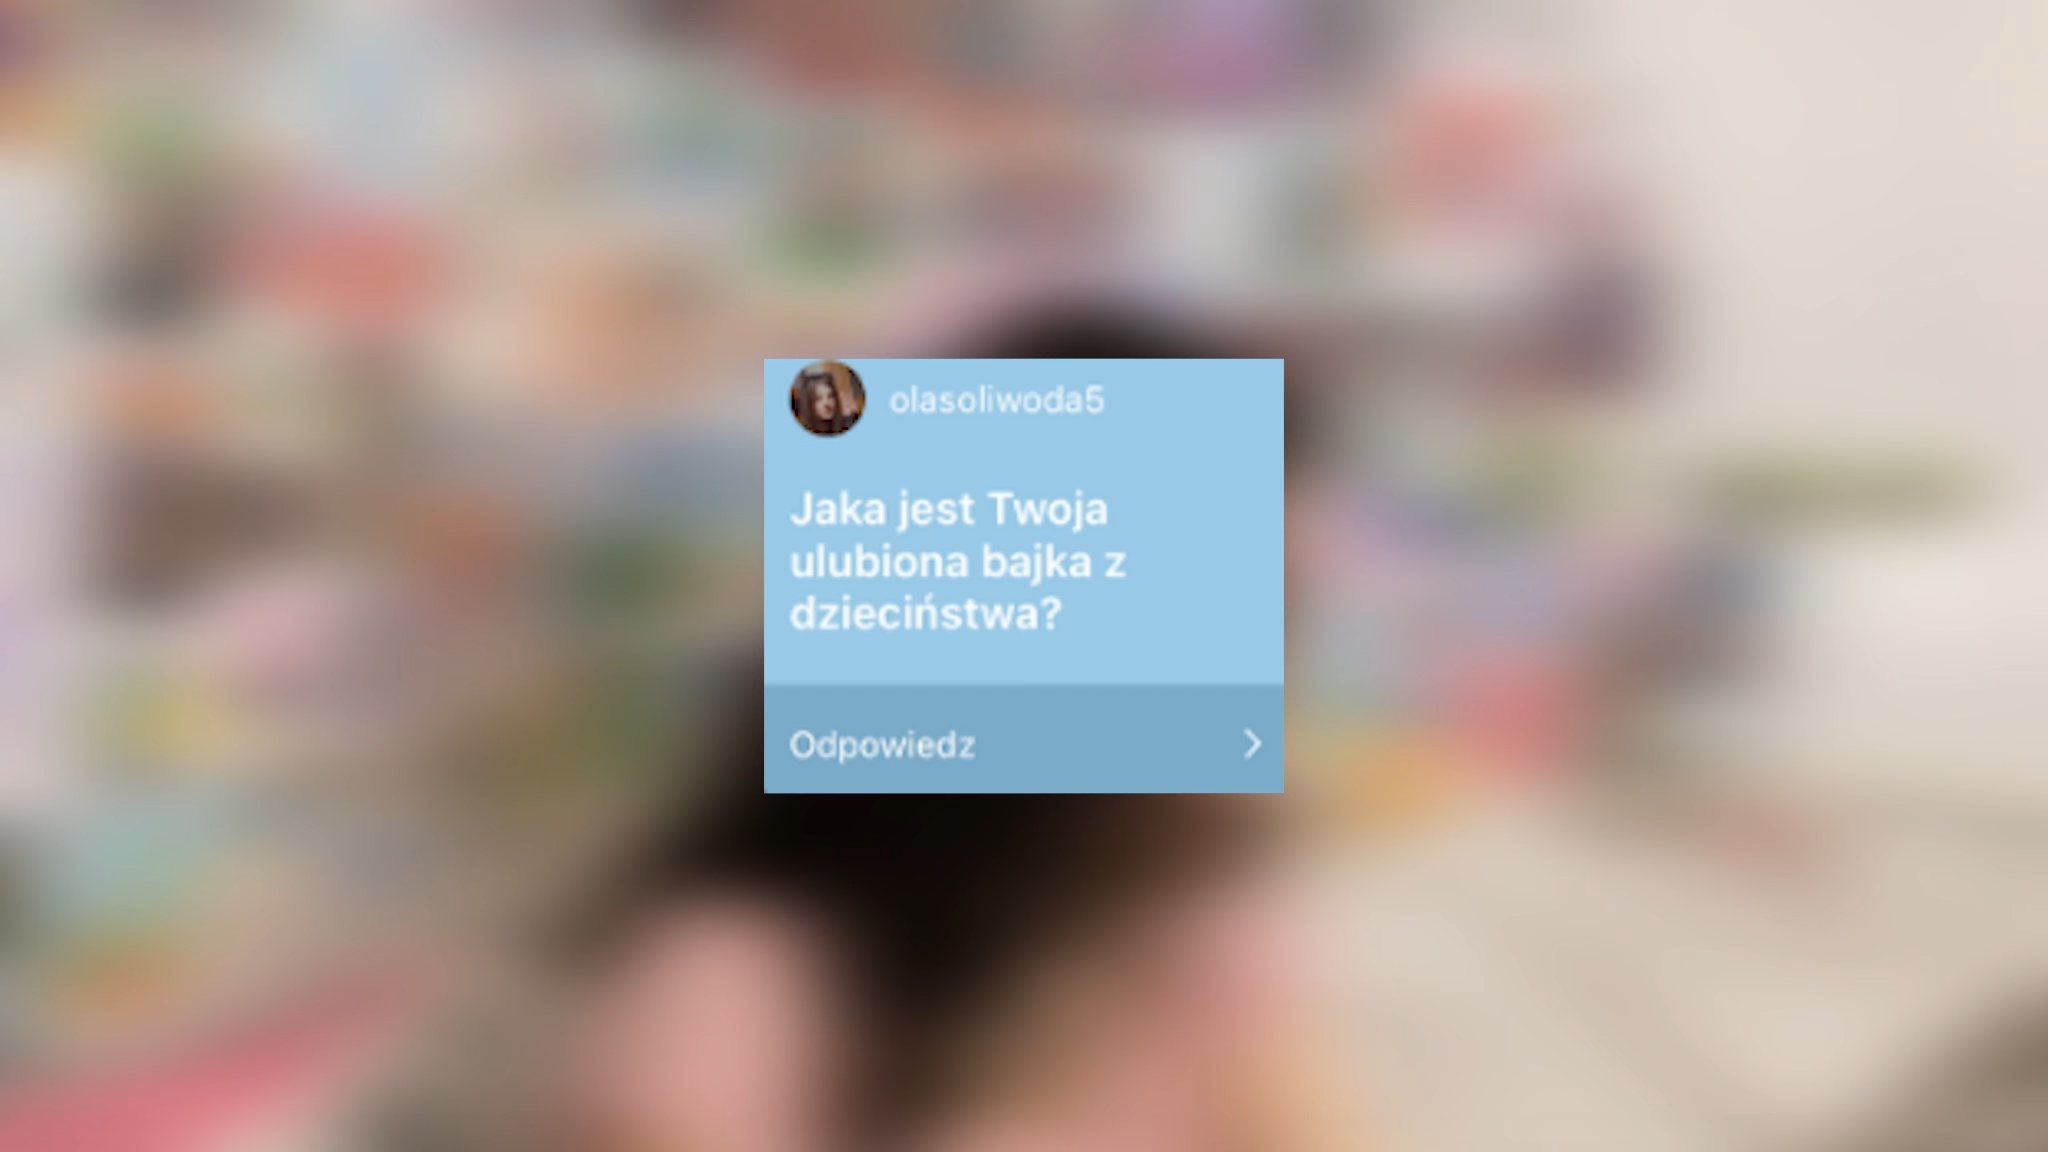 olasoliwoda5
Jaka jest Twoja
ulubiona bajka z
dzieciństwa?
Odpowiedz